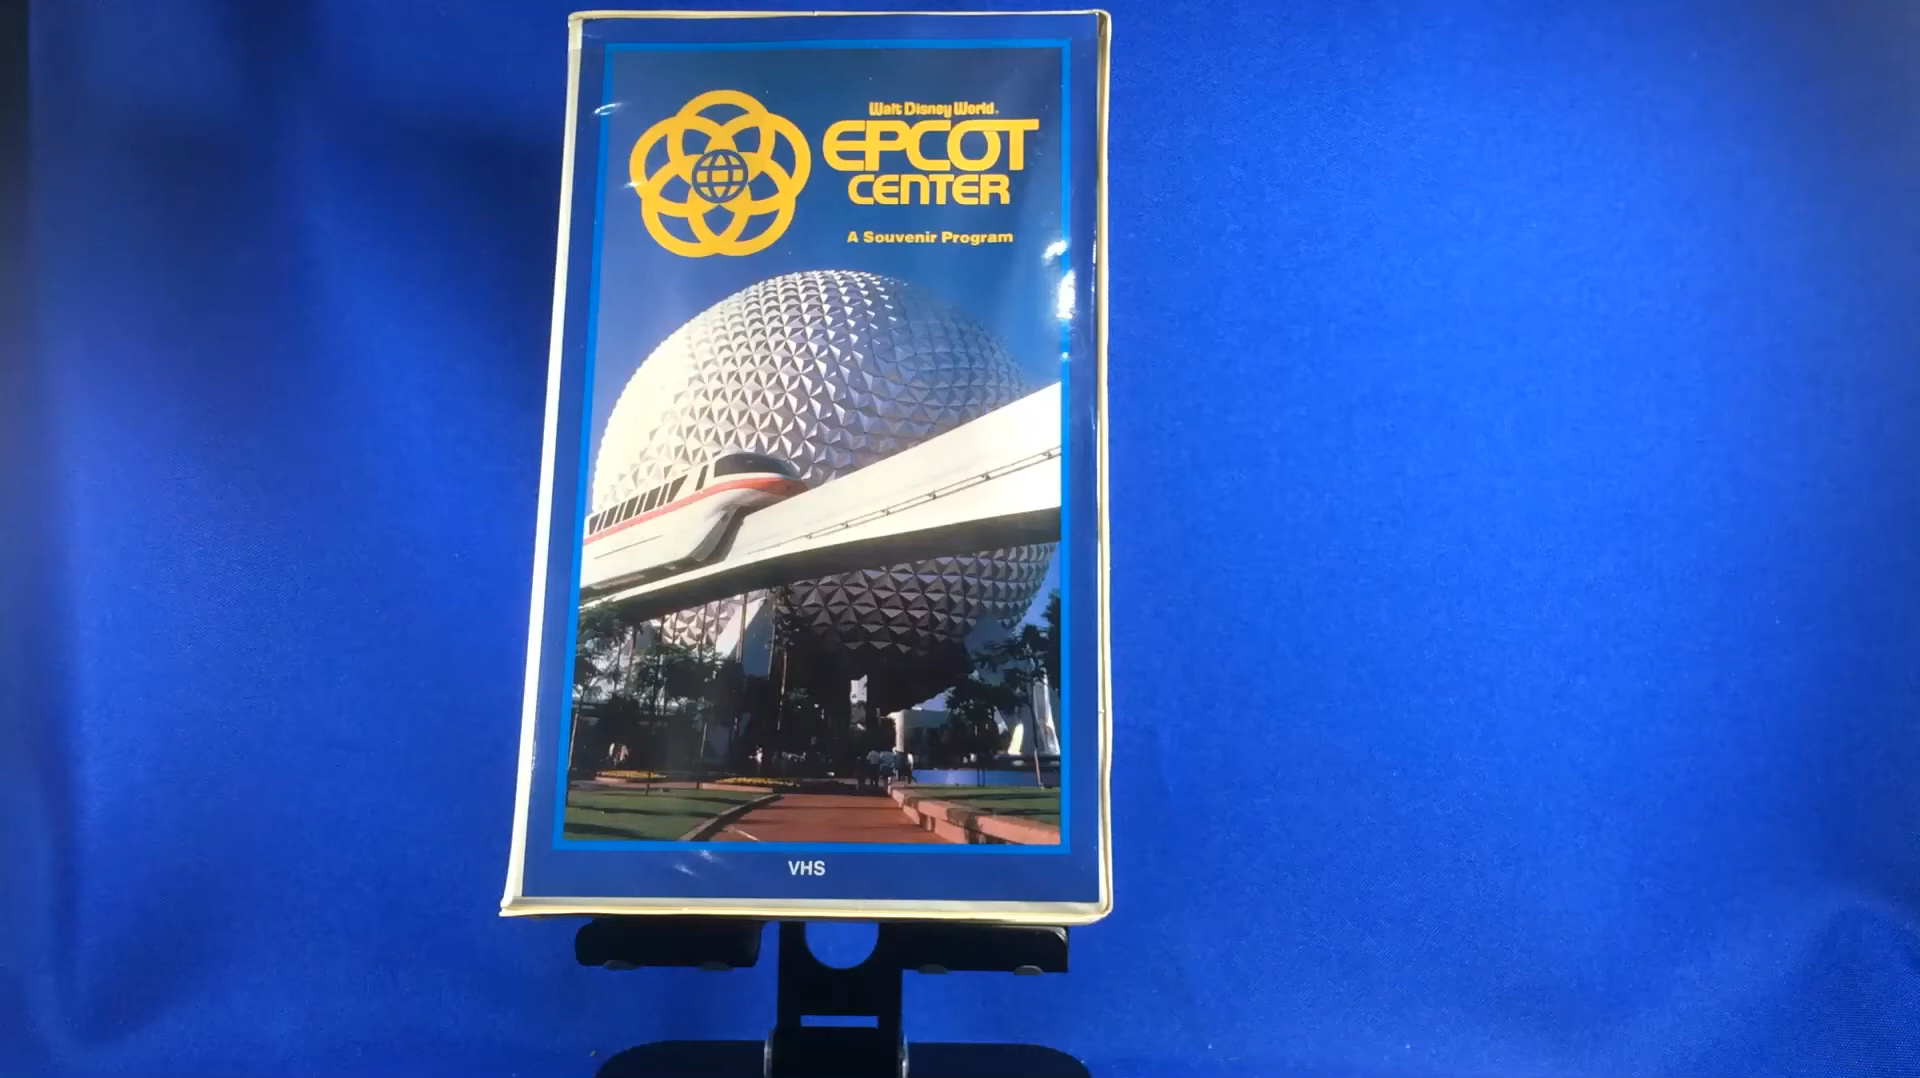 Walt Disney World.
EPCOT
CENTER
A Souvenir Program
VHS